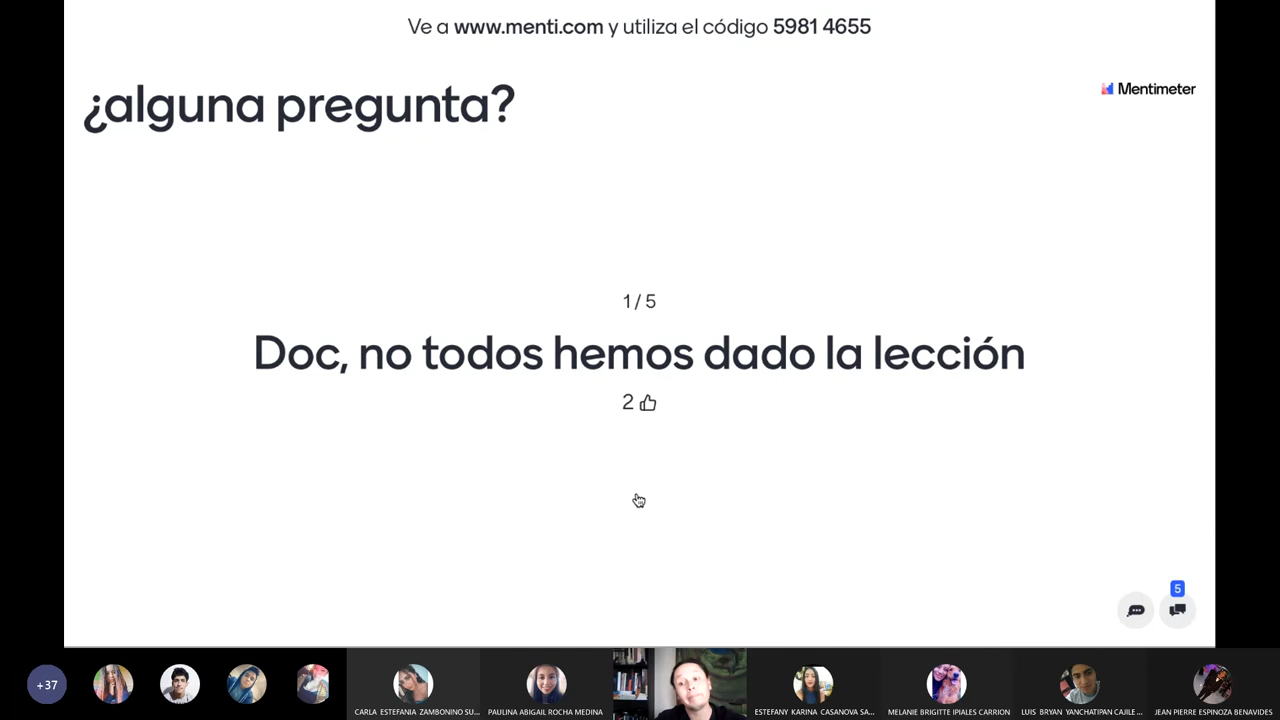 Ve a www.menti.com y utiliza el código 5981 4655
¿alguna pregunta?
Mentimeter
1 / 5
Doc, no todos hemos dado la lección
2
5
+37
CARLA ESTEFANIA ZAMBONINO SU...
PAULINA ABIGAIL ROCHA MEDINA
ESTEFANY KARINA CASANOVA SA...
MELANIE BRIGITTE IPIALES CARRION
LUIS BRYAN YANCHATIPAN CAJILE ...
JEAN PIERRE ESPINOZA BENAVIDES